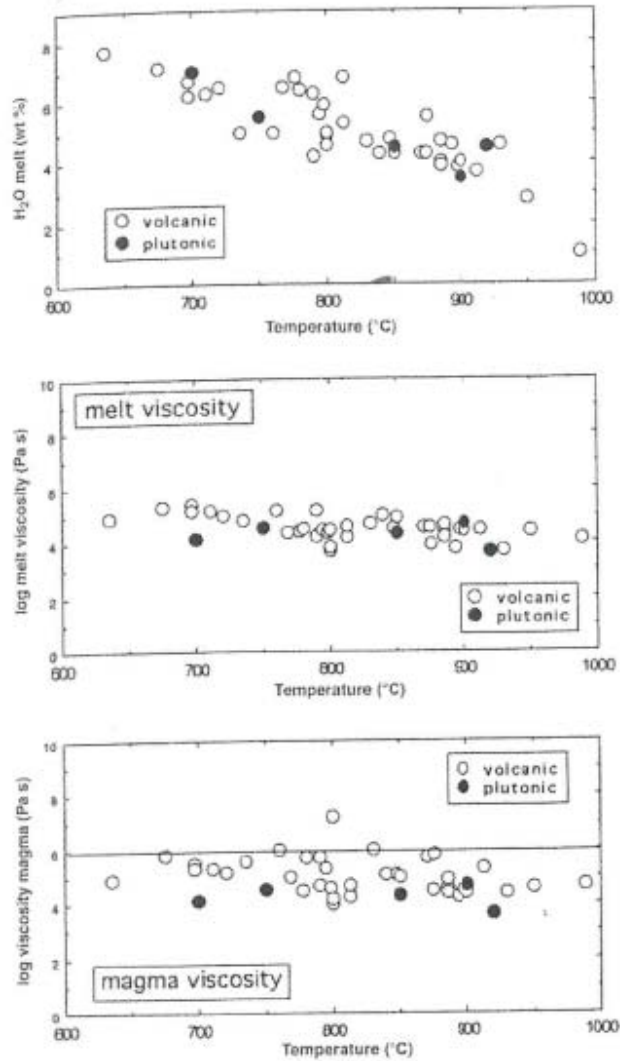 8
6
4
2
0
H₂O melt (wt %)
volcanic
plutonic
600 700 800 900 1000
Temperature (°C)
10
8
6
4
2
0
log melt viscosity (Pa s)
melt viscosity
volcanic
plutonic
600 700 800 900 1000
Temperature (°C)
10
8
6
4
2
0
log viscosity magma (Pa s)
volcanic
plutonic
magma viscosity
600 700 800 900 1000
Temperature (°C)